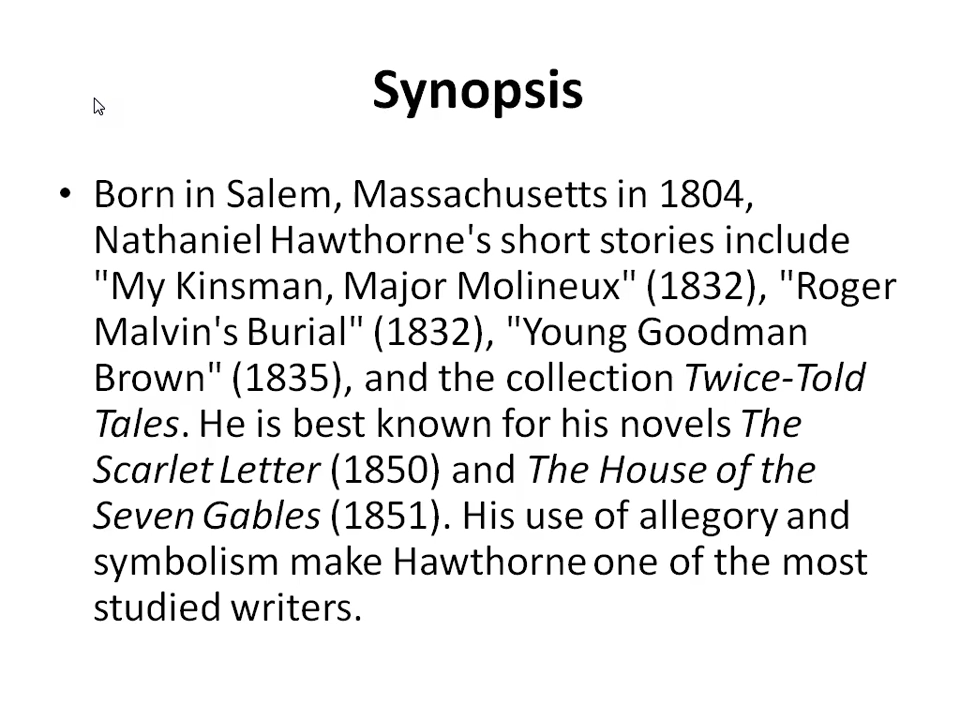 Synopsis
• Born in Salem, Massachusetts in 1804,
Nathaniel Hawthorne's short stories include
"My Kinsman, Major Molineux" (1832), "Roger
Malvin's Burial" (1832), "Young Goodman
Brown" (1835), and the collection Twice-Told
Tales. He is best known for his novels The
Scarlet Letter (1850) and The House of the
Seven Gables (1851). His use of allegory and
symbolism make Hawthorne one of the most
studied writers.